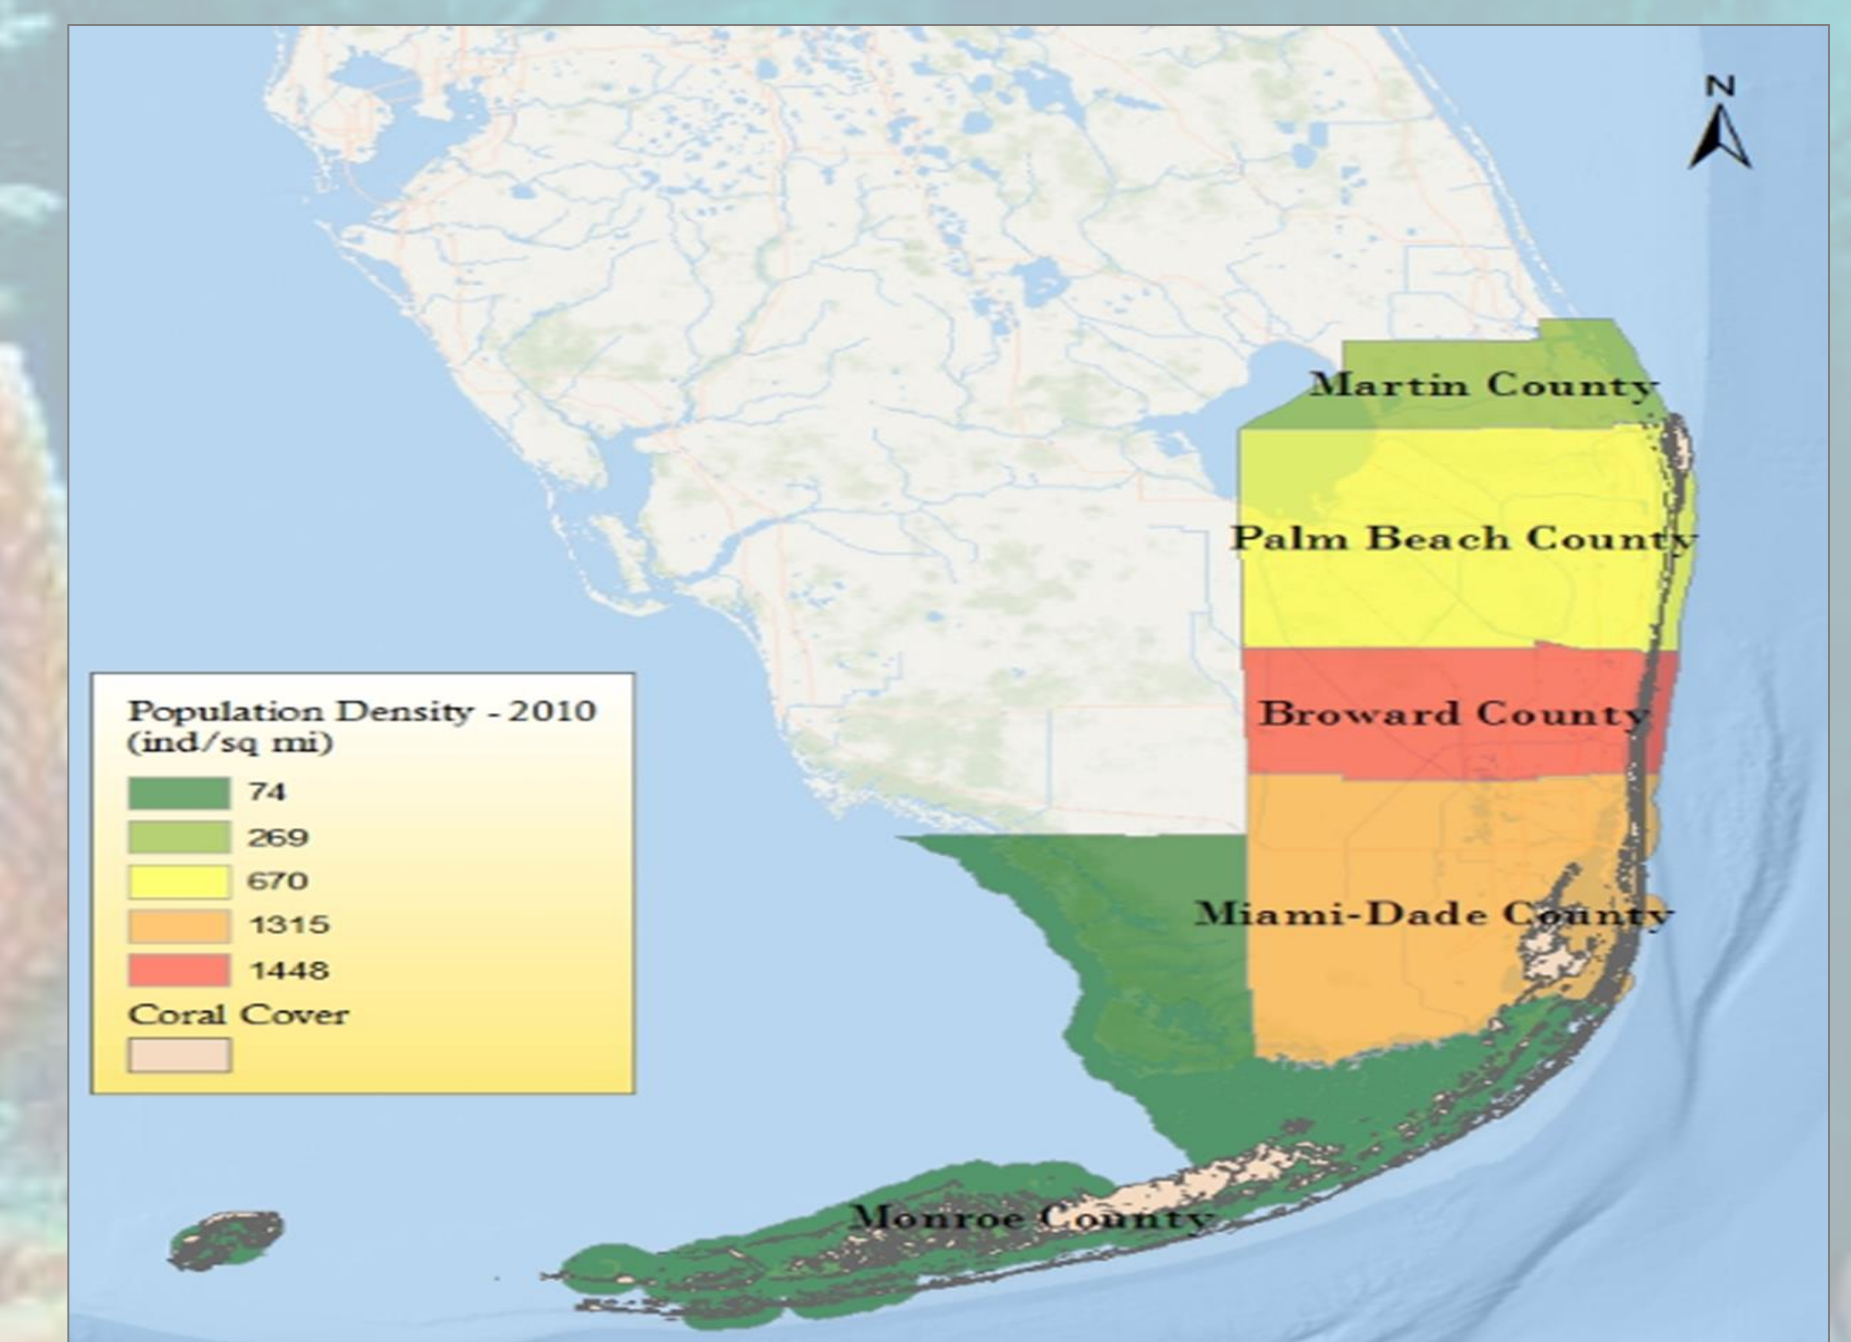 N
Martin County
Palm Beach County
Broward County
Miami-Dade County
Monroe County
Population Density - 2010
(ind/sq mi)
74
269
670
1315
1448
Coral Cover